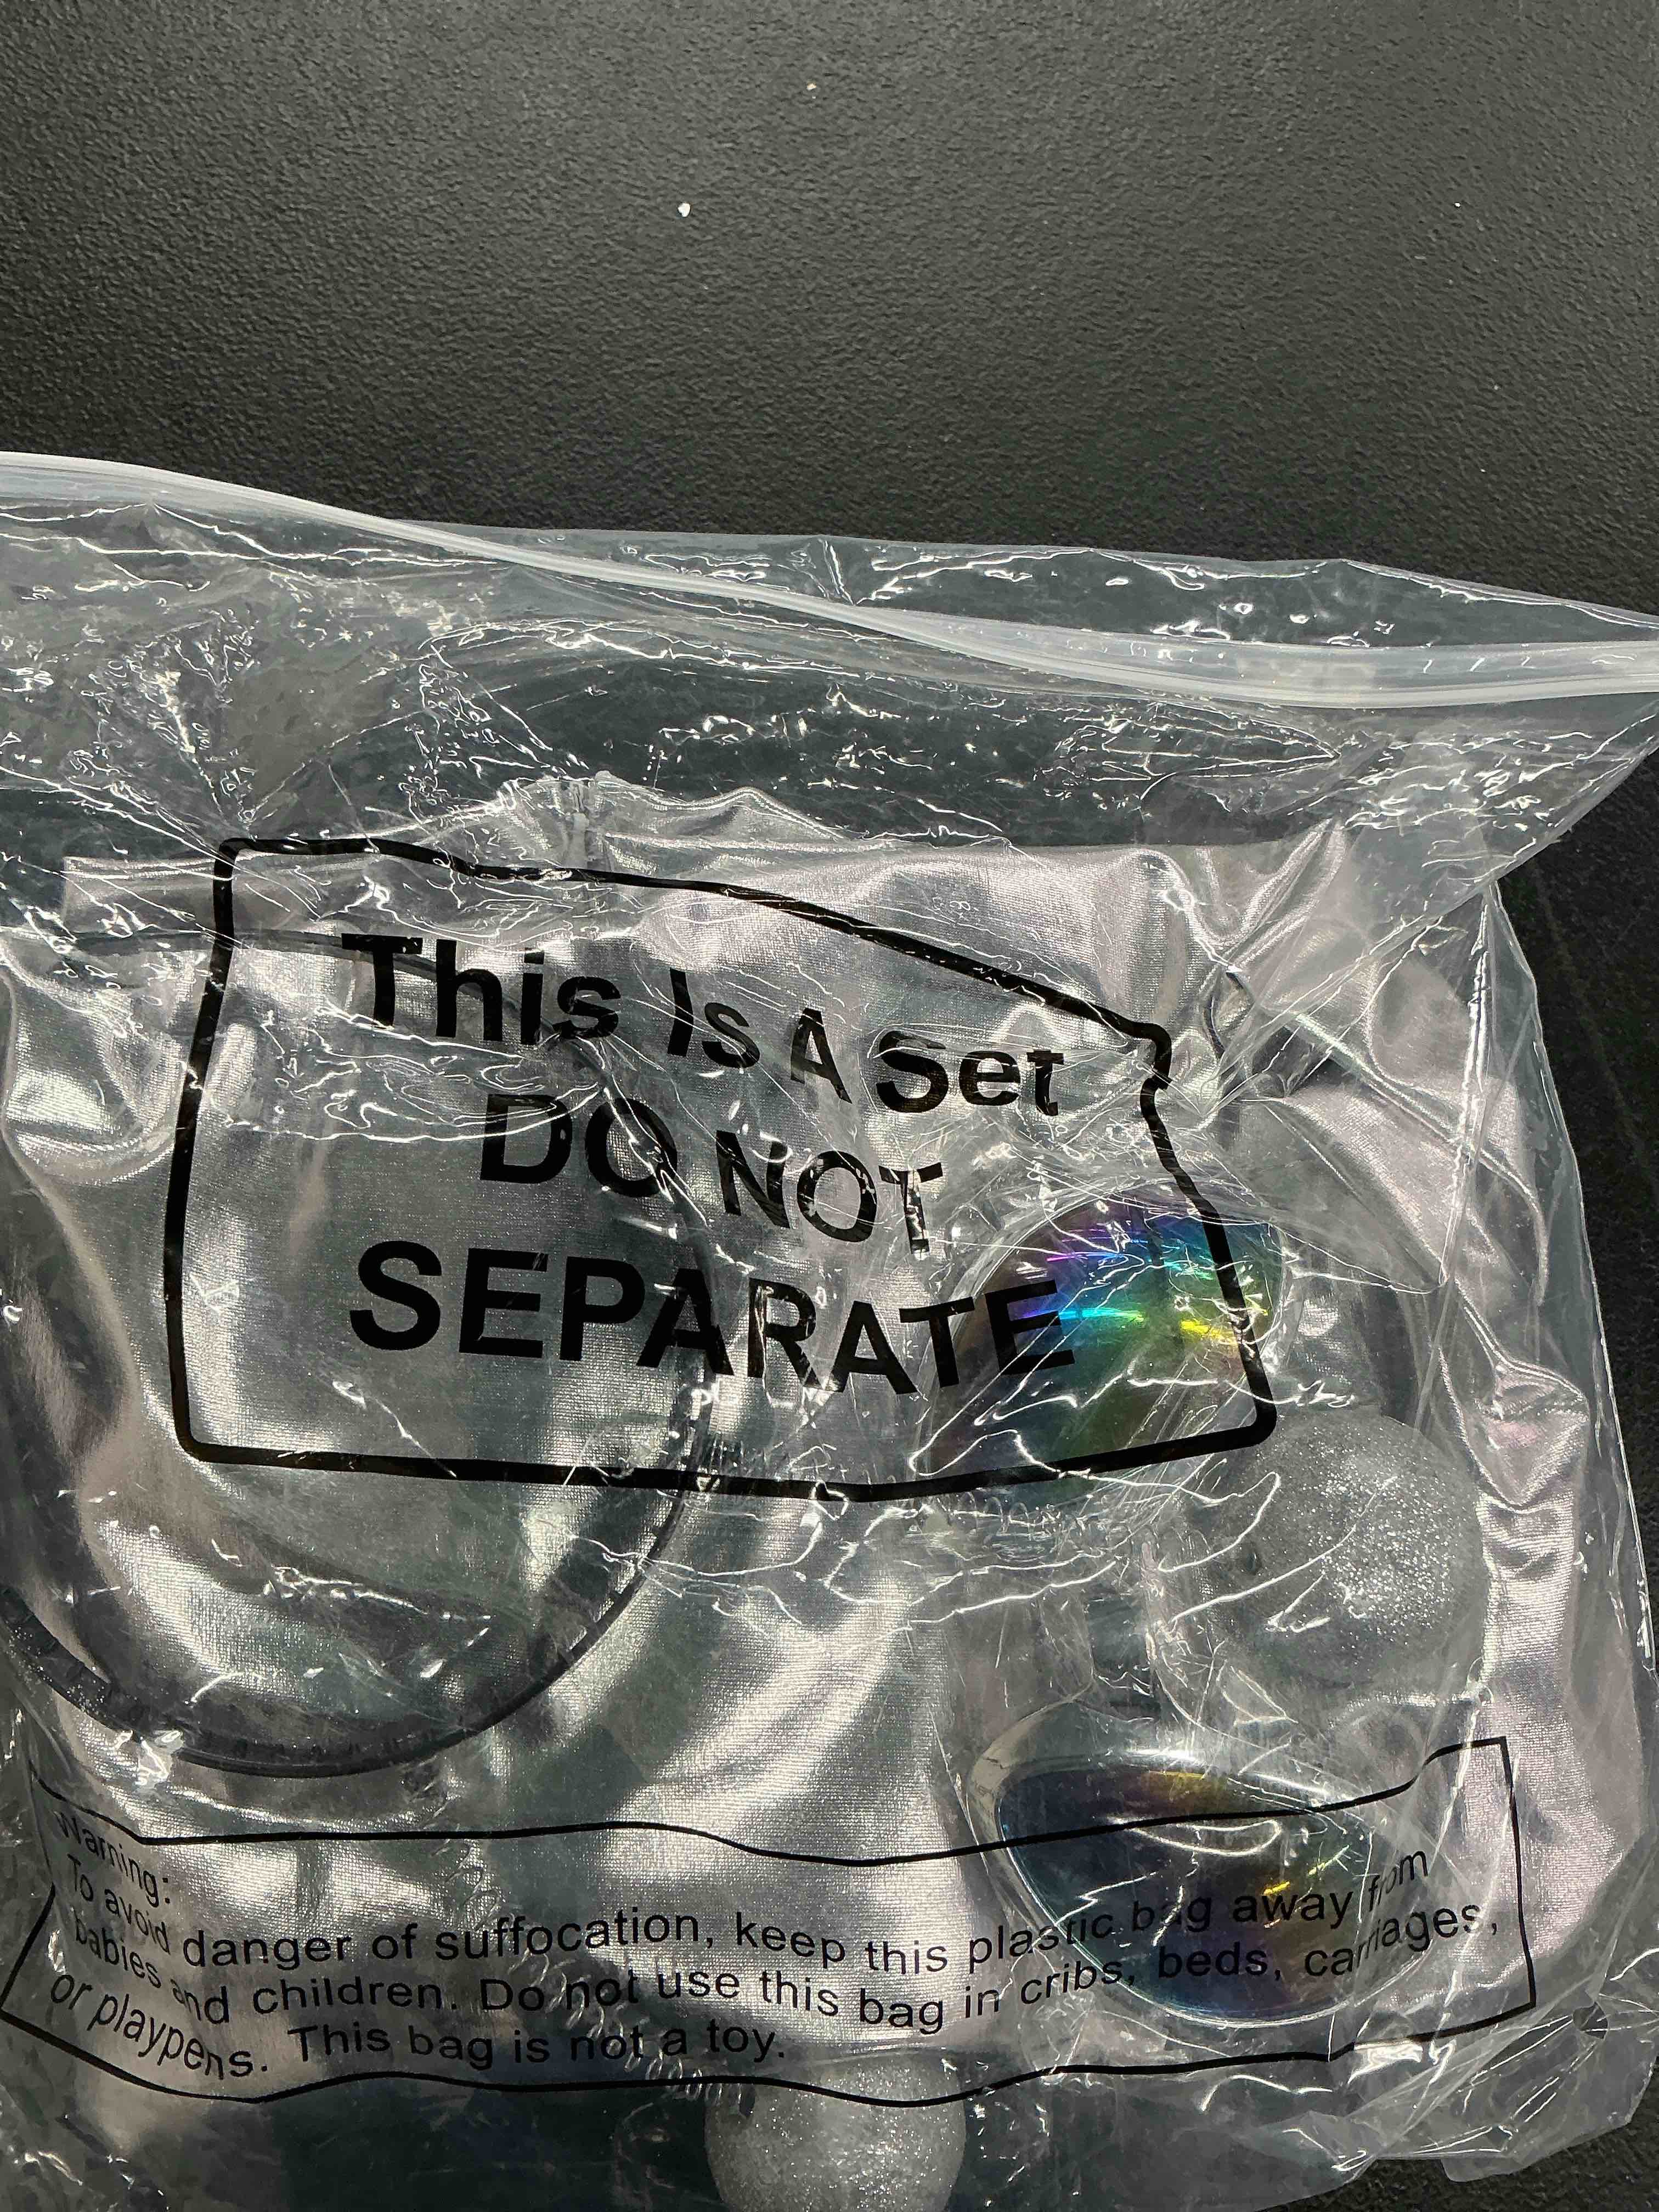 This Is A Set
DO NOT
SEPARATE
Warning:
To avoid danger of suffocation, keep this plastic bag away from
babies and children. Do not use this bag in cribs, beds, carriages,
or playpens. This bag is not a toy.